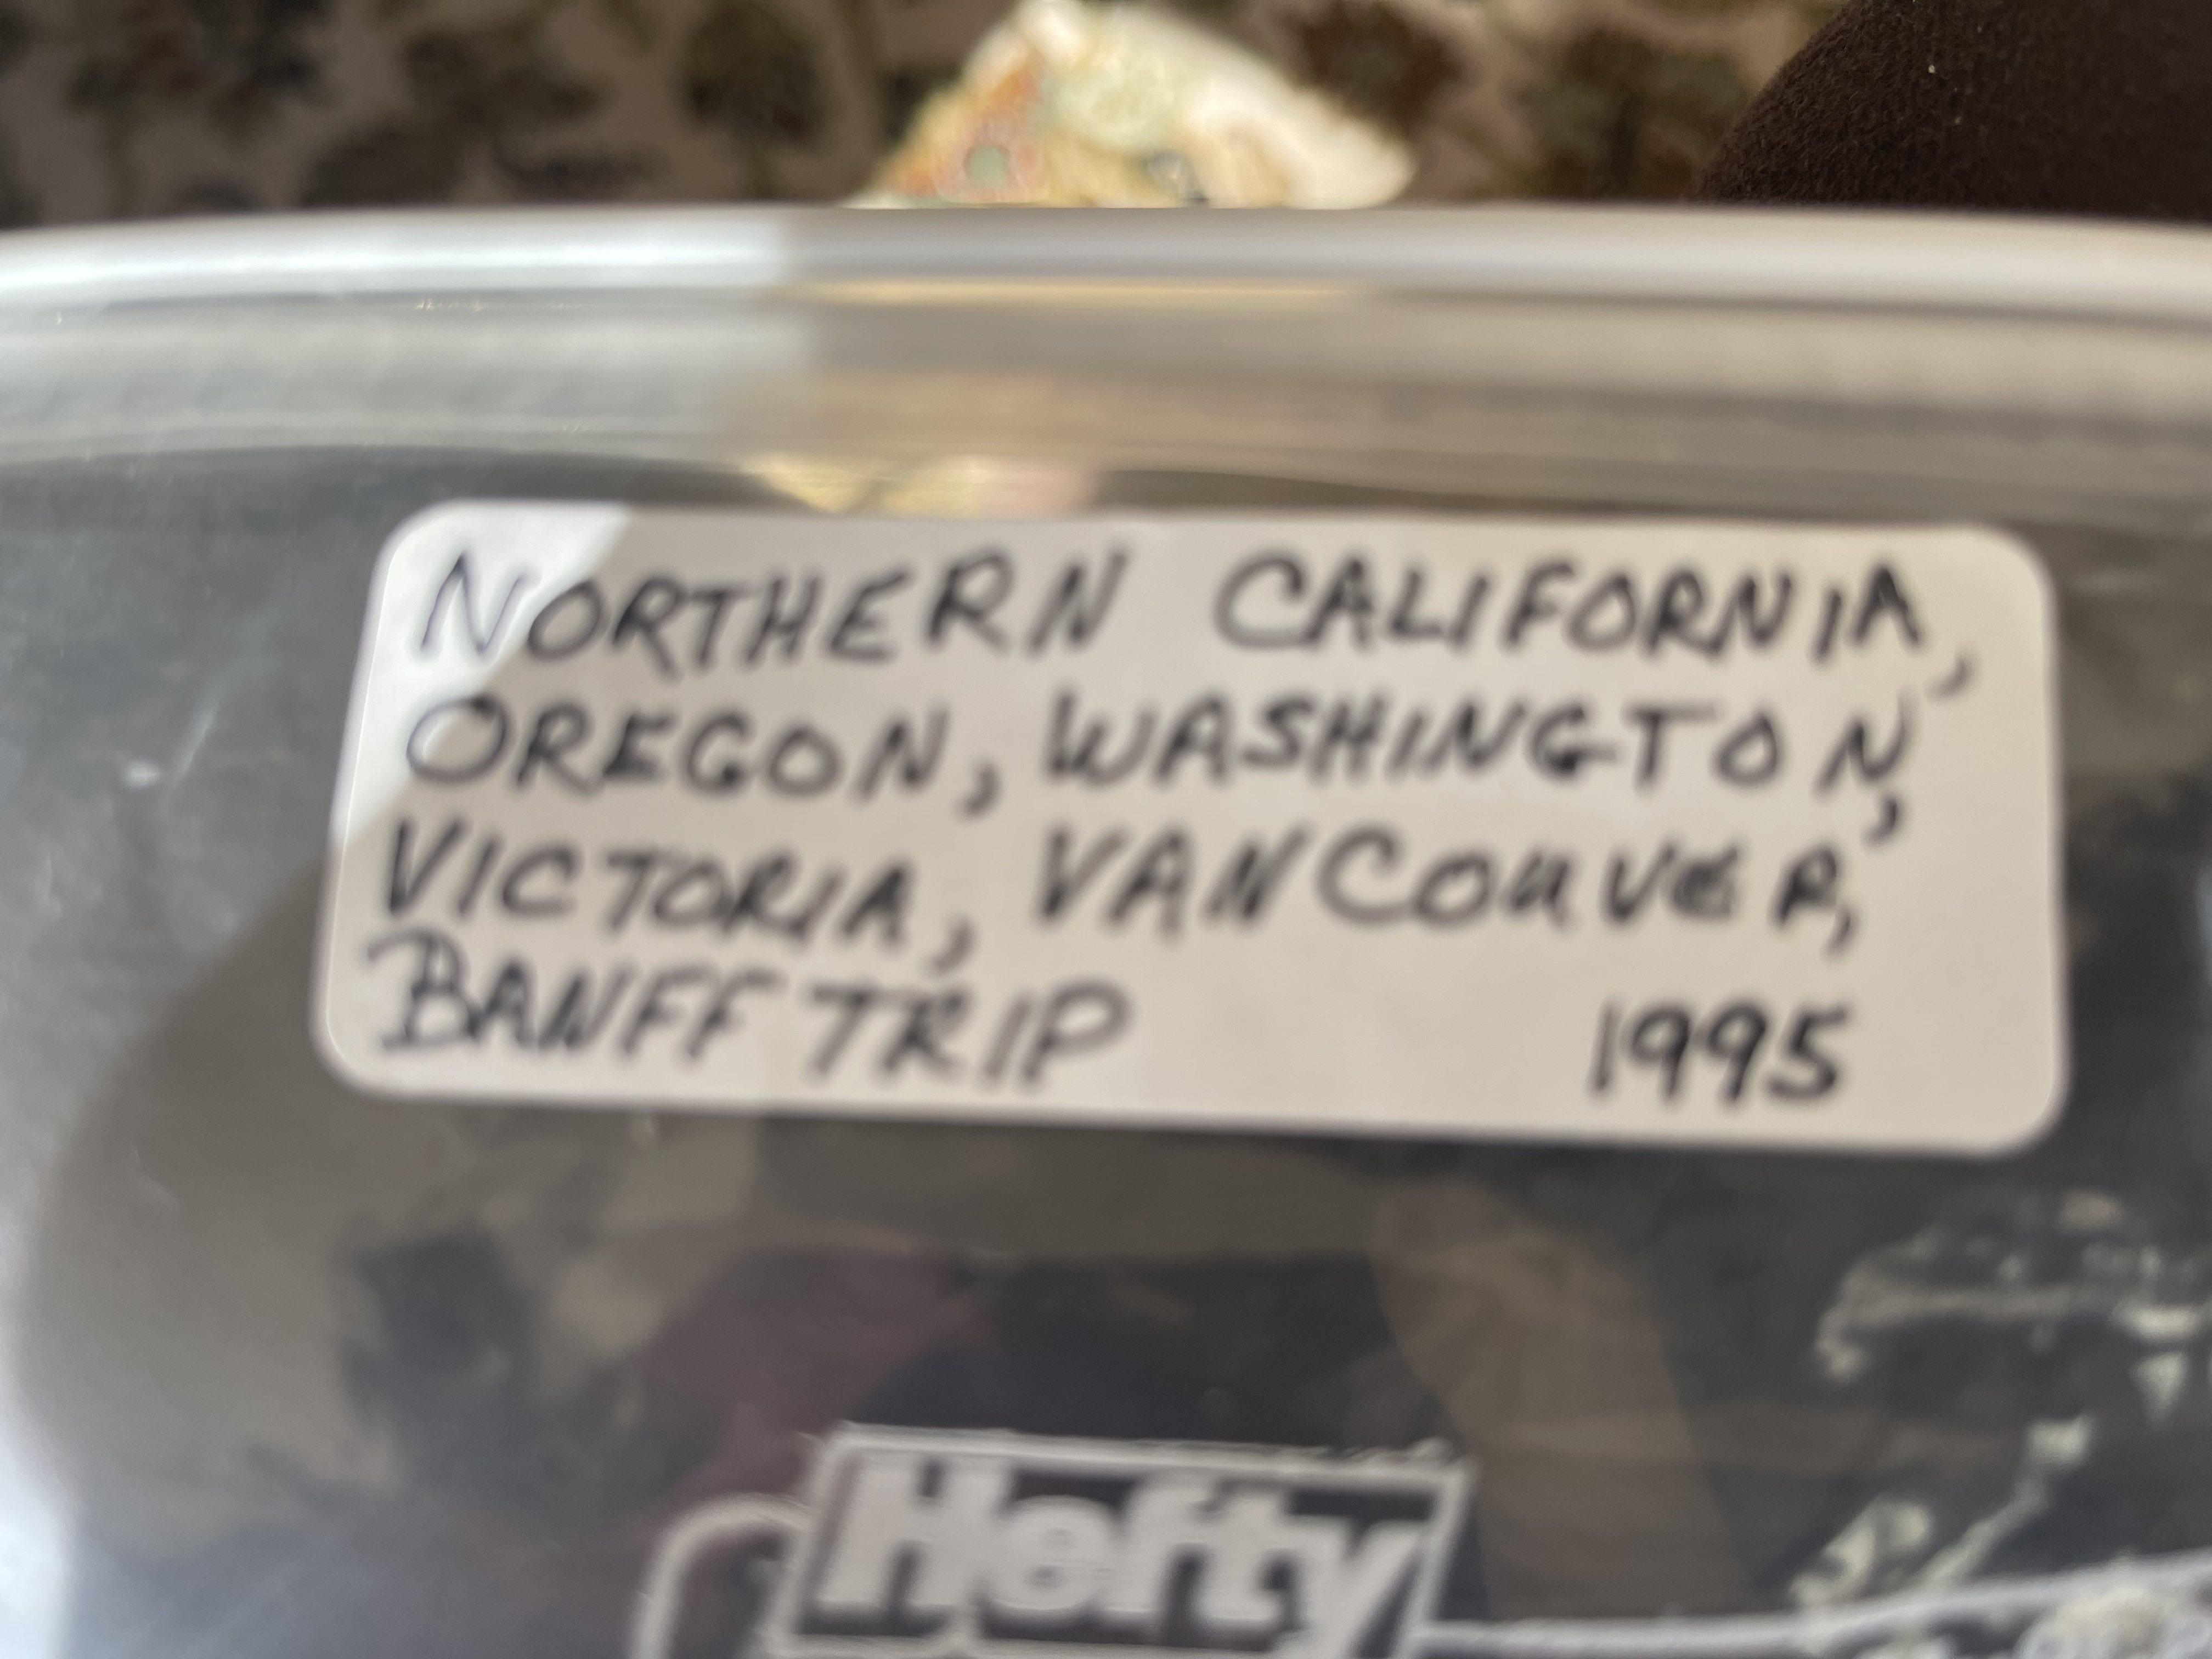 NORTHERN CALIFORNIA,
OREGON, WASHINGTON,
VICTORIA, VANCOUVER,
BANFF TRIP 1995
Hefty